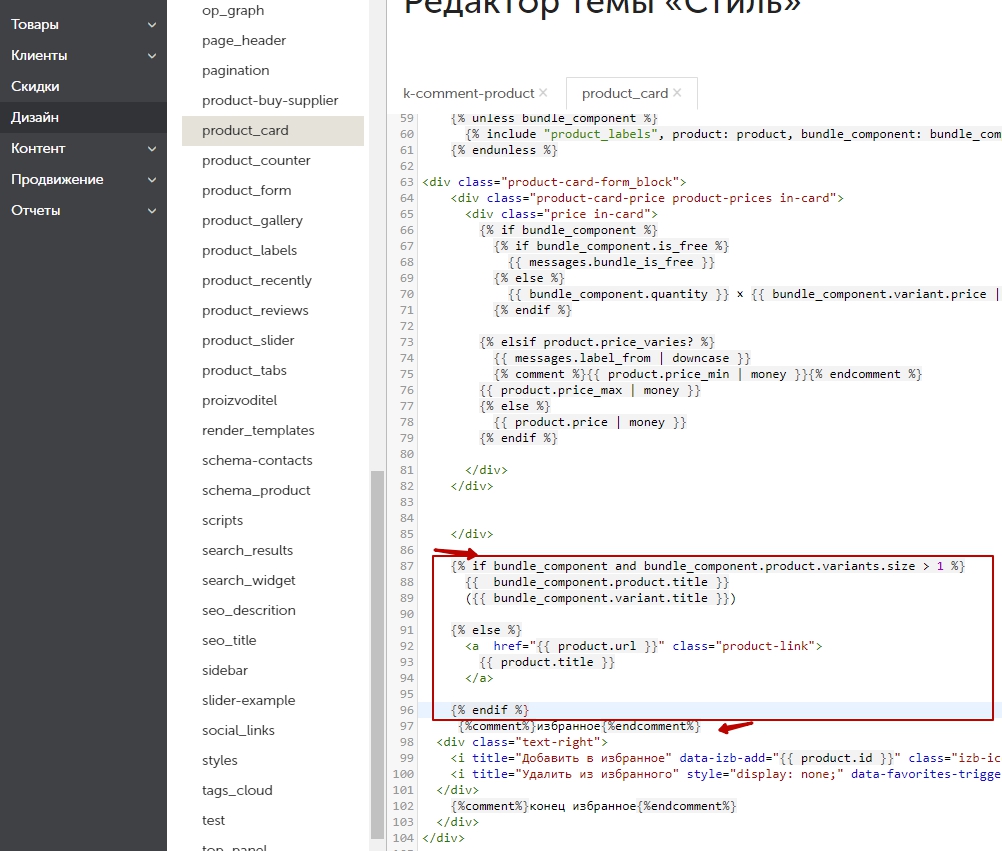 Редактор темы «Стиль»
Товары
Клиенты
Скидки
Дизайн
Контент
Продвижение
Отчеты
op_graph
page_header
pagination
product-buy-supplier
product_card
product_counter
product_form
product_gallery
product_labels
product_recently
product_reviews
product_slider
product_tabs
proizvoditel
render_templates
schema-contacts
schema_product
scripts
search_results
search_widget
seo_descrition
seo_title
sidebar
slider-example
social_links
styles
tags_cloud
test
top_panel
k-comment-product ×
product_card ×
59 {% unless bundle_component %}
60 {% include "product_labels", product: product, bundle_component: bundle_com
61 {% endunless %}
62
63 <div class="product-card-form_block">
64 <div class="product-card-price product-prices in-card">
65 <div class="price in-card">
66 {% if bundle_component %}
67 {% if bundle_component.is_free %}
68 {{ messages.bundle_is_free }}
69 {% else %}
70 {{ bundle_component.quantity }} x {{ bundle_component.variant.price |
71 {% endif %}
72
73 {% elsif product.price_varies? %}
74 {{ messages.label_from | downcase }}
75 {% comment %}{{ product.price_min | money }}{% endcomment %}
76 {{ product.price_max | money }}
77 {% else %}
78 {{ product.price | money }}
79 {% endif %}
80
81 </div>
82 </div>
83
84
85 </div>
86
87 {% if bundle_component and bundle_component.product.variants.size > 1 %}
88 {{ bundle_component.product.title }}
89 ({{ bundle_component.variant.title }})
90
91 {% else %}
92 <a href="{{ product.url }}" class="product-link">
93 {{ product.title }}
94 </a>
95
96 {% endif %}
97 {%comment%}избранное{%endcomment%}
98 <div class="text-right">
99 <i title="Добавить в избранное" data-izb-add="{{ product.id }}" class="izb-ic
100 <i title="Удалить из избранного" style="display: none;" data-favorites-trigge
101 </div>
102 {%comment%}конец избранное{%endcomment%}
103 </div>
104 </div>